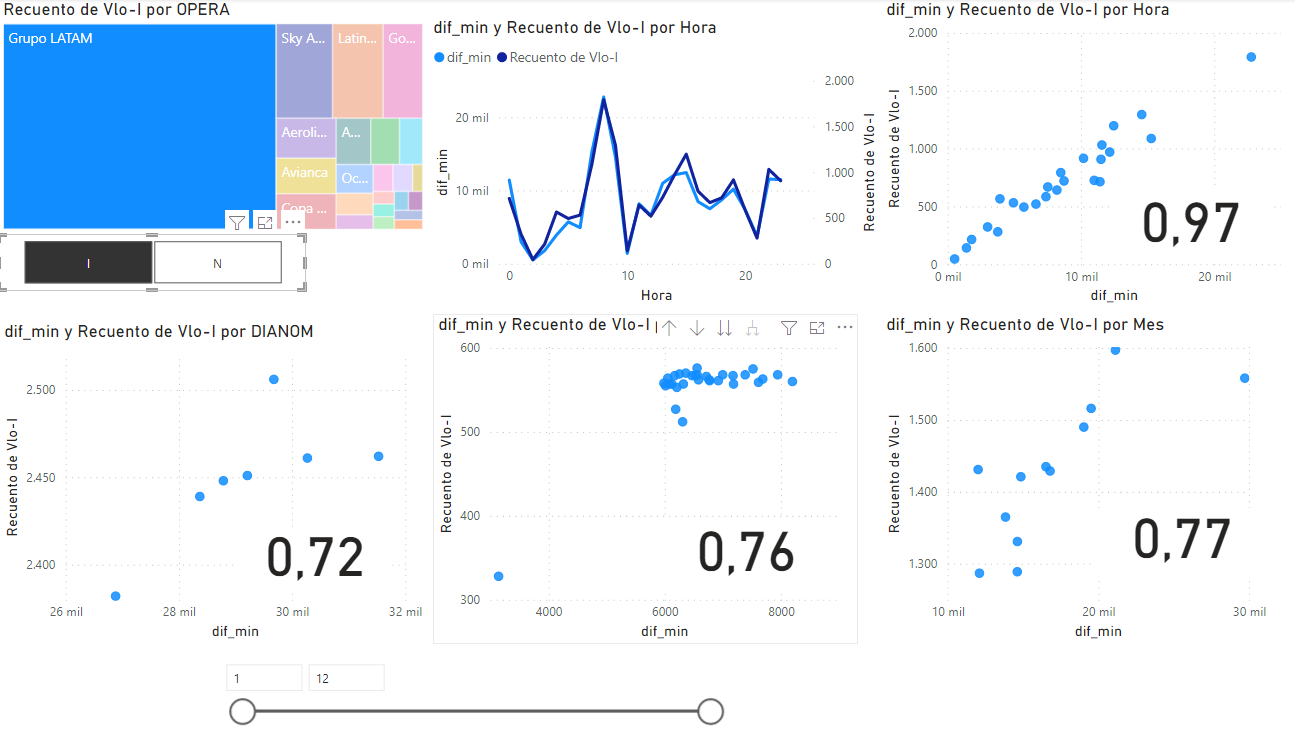 Recuento de Vlo-I por OPERA
Grupo LATAM
Sky A...
Latin...
Go...
Aeroli...
A...
Avianca
Oc...
Copa ...
I
N
dif_min y Recuento de Vlo-I por Hora
dif_min
Recuento de Vlo-I
20 mil
10 mil
0 mil
dif_min
2.000
1.500
1.000
500
0
Recuento de Vlo-I
0
10
20
Hora
dif_min y Recuento de Vlo-I por Hora
2.000
1.500
1.000
500
0
Recuento de Vlo-I
0,97
0 mil
10 mil
20 mil
dif_min
dif_min y Recuento de Vlo-I por DIANOM
2.500
2.450
2.400
Recuento de Vlo-I
0,72
26 mil
28 mil
30 mil
32 mil
dif_min
dif_min y Recuento de Vlo-I
600
500
400
300
Recuento de Vlo-I
0,76
4000
6000
8000
dif_min
dif_min y Recuento de Vlo-I por Mes
1.600
1.500
1.400
1.300
Recuento de Vlo-I
0,77
10 mil
20 mil
30 mil
dif_min
1
12